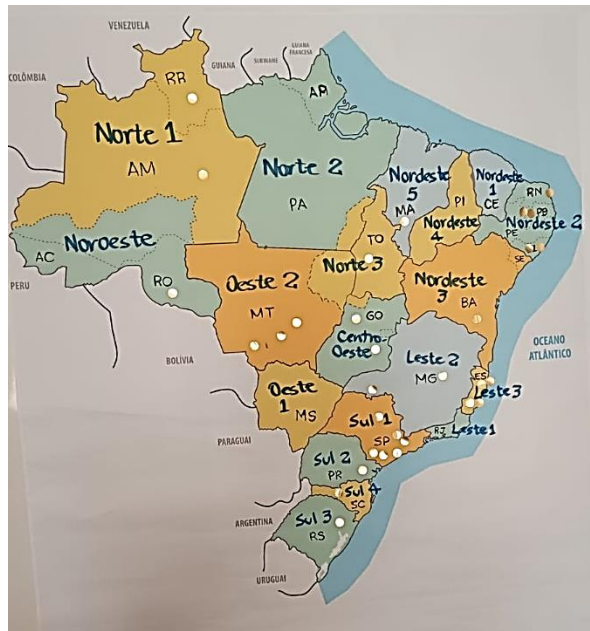 VENEZUELA
COLÔMBIA
GUIANA
SURINAME
GUIANA
FRANCESA
RR
AP
Norte 1
AM
Norte 2
PA
Nordeste
5
MA
PI
Nordeste
1
CE
RN
PB
Nordeste 2
PE
Nordeste
4
SE
Noroeste
AC
RO
PERU
TO
Norte 3
Oeste 2
MT
Nordeste
3
BA
GO
Centro-
Oeste
BOLÍVIA
Leste 2
MG
OCEANO
ATLÂNTICO
ES
Leste 3
Oeste
1
MS
Sul 1
SP
RJ
Leste 1
PARAGUAI
Sul 2
PR
Sul 4
SC
ARGENTINA
Sul 3
RS
URUGUAI